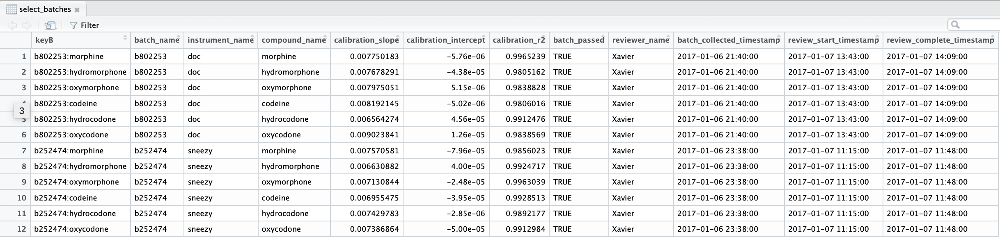 select_batches
Filter
keyB batch_name instrument_name compound_name calibration_slope calibration_intercept calibration_r2 batch_passed reviewer_name batch_collected_timestamp review_start_timestamp review_complete_timestamp
1 b802253:morphine b802253 doc morphine 0.007750183 -5.76e-06 0.9965239 TRUE Xavier 2017-01-06 21:40:00 2017-01-07 13:43:00 2017-01-07 14:09:00
2 b802253:hydromorphone b802253 doc hydromorphone 0.007678291 -4.38e-05 0.9805162 TRUE Xavier 2017-01-06 21:40:00 2017-01-07 13:43:00 2017-01-07 14:09:00
3 b802253:oxymorphone b802253 doc oxymorphone 0.007975051 5.15e-06 0.9838828 TRUE Xavier 2017-01-06 21:40:00 2017-01-07 13:43:00 2017-01-07 14:09:00
4 b802253:codeine b802253 doc codeine 0.008192145 -5.02e-06 0.9806016 TRUE Xavier 2017-01-06 21:40:00 2017-01-07 13:43:00 2017-01-07 14:09:00
3
5 b802253:hydrocodone b802253 doc hydrocodone 0.006564274 4.56e-05 0.9912476 TRUE Xavier 2017-01-06 21:40:00 2017-01-07 13:43:00 2017-01-07 14:09:00
6 b802253:oxycodone b802253 doc oxycodone 0.009023841 1.26e-05 0.9838569 TRUE Xavier 2017-01-06 21:40:00 2017-01-07 13:43:00 2017-01-07 14:09:00
7 b252474:morphine b252474 sneezy morphine 0.007570581 -7.96e-05 0.9856023 TRUE Xavier 2017-01-06 23:38:00 2017-01-07 11:15:00 2017-01-07 11:48:00
8 b252474:hydromorphone b252474 sneezy hydromorphone 0.006630882 4.00e-05 0.9924717 TRUE Xavier 2017-01-06 23:38:00 2017-01-07 11:15:00 2017-01-07 11:48:00
9 b252474:oxymorphone b252474 sneezy oxymorphone 0.007130844 -2.48e-05 0.9963039 TRUE Xavier 2017-01-06 23:38:00 2017-01-07 11:15:00 2017-01-07 11:48:00
10 b252474:codeine b252474 sneezy codeine 0.006955475 -3.95e-05 0.9928513 TRUE Xavier 2017-01-06 23:38:00 2017-01-07 11:15:00 2017-01-07 11:48:00
11 b252474:hydrocodone b252474 sneezy hydrocodone 0.007429783 -2.85e-06 0.9892177 TRUE Xavier 2017-01-06 23:38:00 2017-01-07 11:15:00 2017-01-07 11:48:00
12 b252474:oxycodone b252474 sneezy oxycodone 0.007386864 -5.00e-05 0.9912984 TRUE Xavier 2017-01-06 23:38:00 2017-01-07 11:15:00 2017-01-07 11:48:00